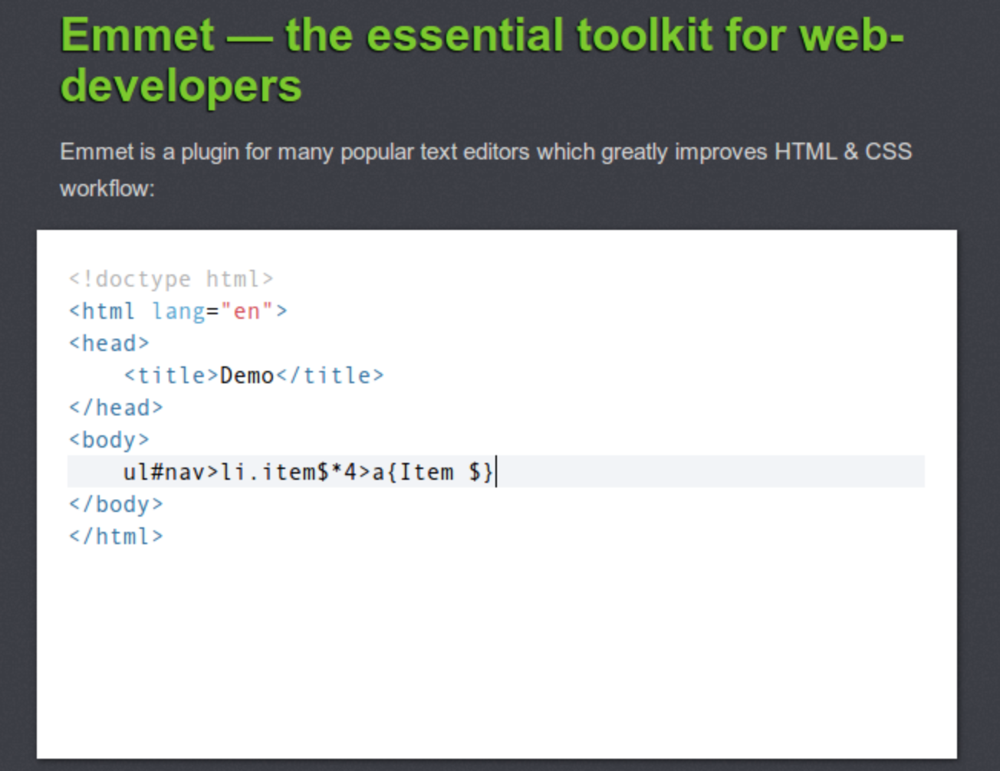 Emmet — the essential toolkit for web-
developers
Emmet is a plugin for many popular text editors which greatly improves HTML & CSS
workflow:
<!doctype html>
<html lang="en">
<head>
    <title>Demo</title>
</head>
<body>
    ul#nav>li.item$*4>a{Item $}
</body>
</html>